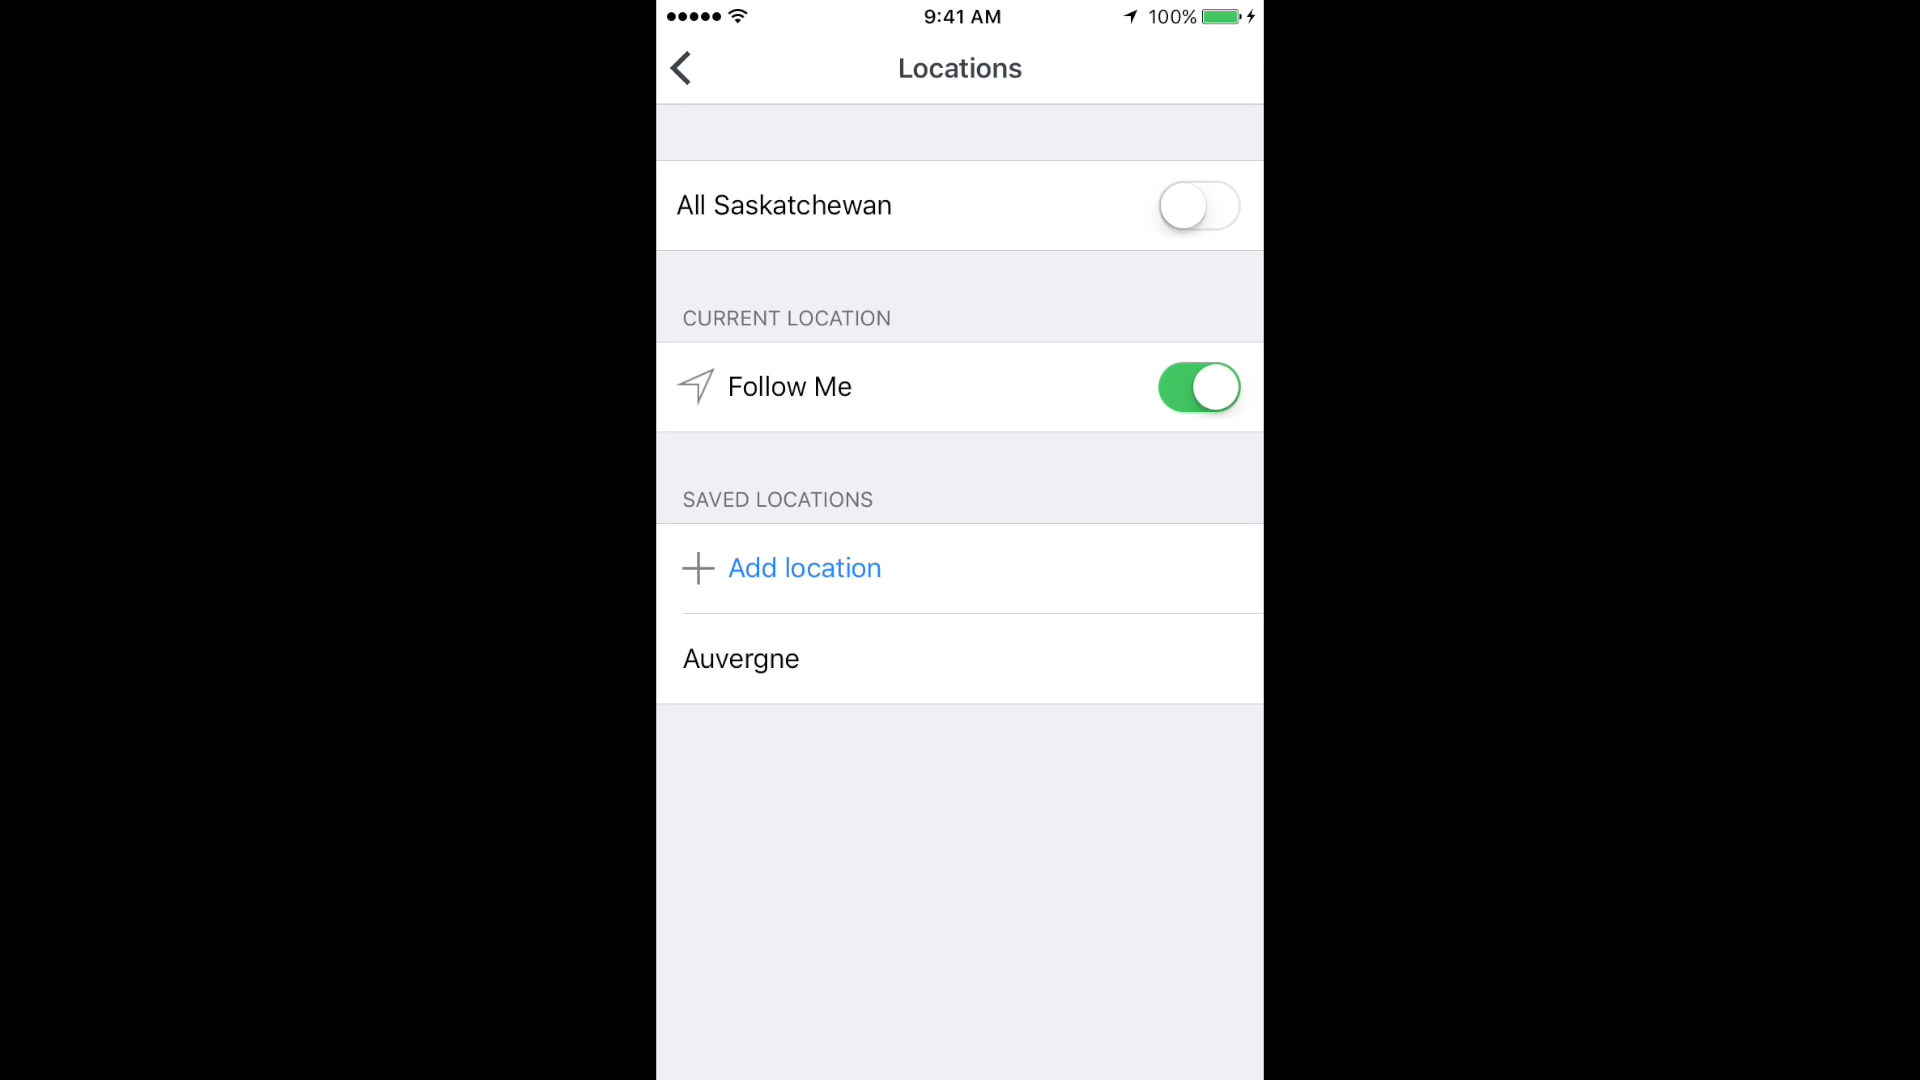 9:41 AM
100%
Locations
All Saskatchewan
CURRENT LOCATION
Follow Me
SAVED LOCATIONS
Add location
Auvergne